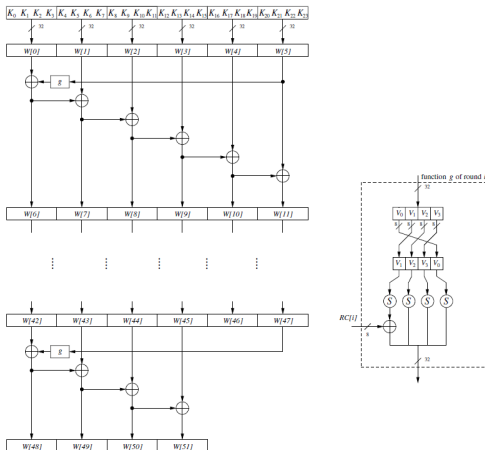 K0 K1 K2 K3 K4 K5 K6 K7 K8 K9 K10 K11 K12 K13 K14 K15 K16 K17 K18 K19 K20 K21 K22 K23
32 32 32 32 32 32
W[0] W[1] W[2] W[3] W[4] W[5]
g
W[6] W[7] W[8] W[9] W[10] W[11]
W[42] W[43] W[44] W[45] W[46] W[47]
g
W[48] W[49] W[50] W[51]
function g of round i
32
V0 V1 V2 V3
8 8 8 8
V1 V2 V3 V0
S S S S
RC[i]
8
32